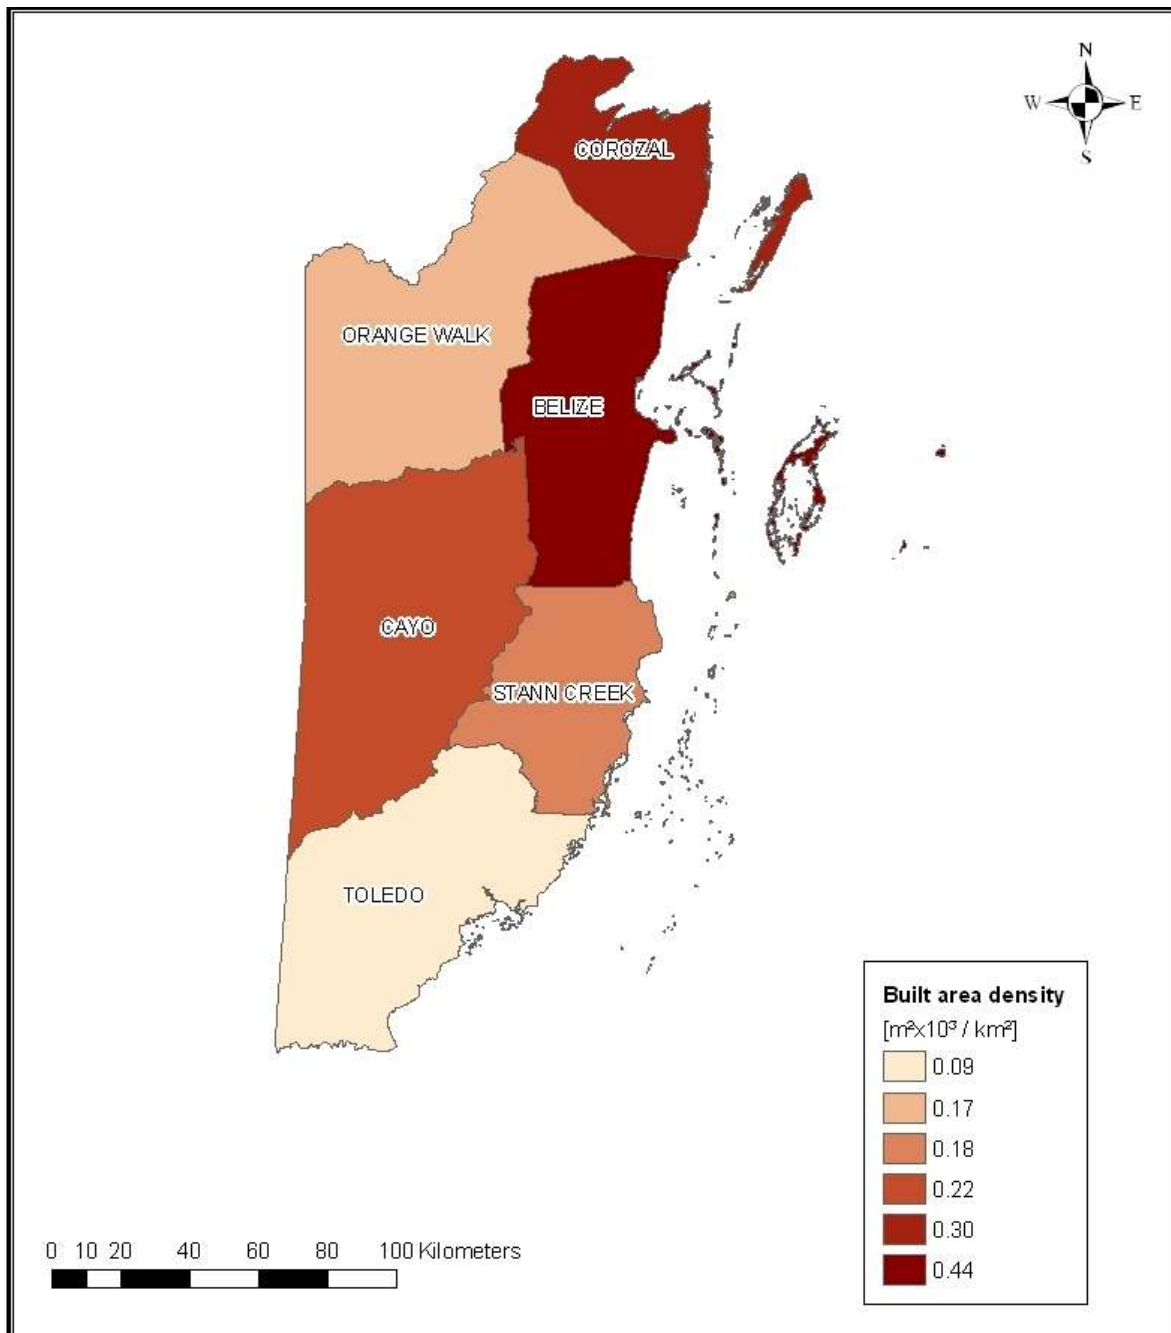 N
W E
S
COROZAL
ORANGE WALK
BELIZE
CAYO
STANN CREEK
TOLEDO
Built area density
[m²x10³ / km²]
0.09
0.17
0.18
0.22
0.30
0.44
0 10 20 40 60 80 100 Kilometers